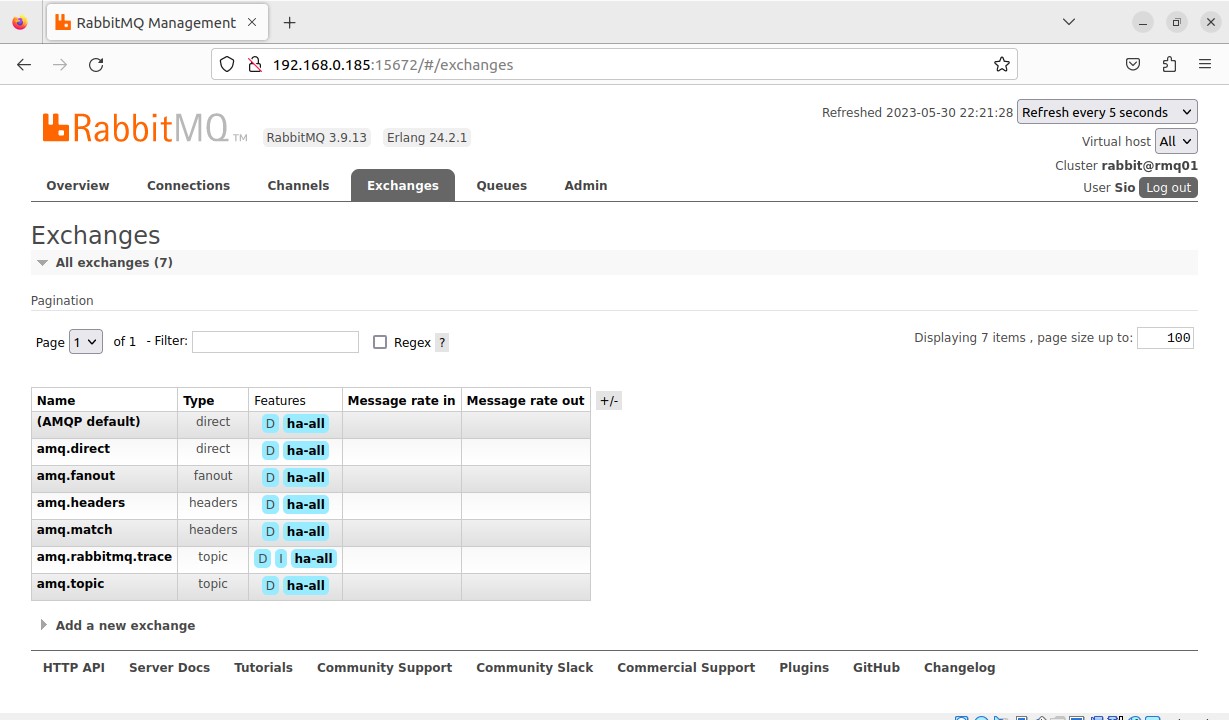 RabbitMQ Management
192.168.0.185:15672/#/exchanges
RabbitMQ TM RabbitMQ 3.9.13 Erlang 24.2.1
Refreshed 2023-05-30 22:21:28 Refresh every 5 seconds
Virtual host All
Cluster rabbit@rmq01
User Sio Log out
Overview Connections Channels Exchanges Queues Admin
Exchanges
All exchanges (7)
Pagination
Page 1 of 1 - Filter: Regex ?
Displaying 7 items , page size up to: 100
Name Type Features Message rate in Message rate out +/-
(AMQP default) direct D ha-all
amq.direct direct D ha-all
amq.fanout fanout D ha-all
amq.headers headers D ha-all
amq.match headers D ha-all
amq.rabbitmq.trace topic D I ha-all
amq.topic topic D ha-all
Add a new exchange
HTTP API Server Docs Tutorials Community Support Community Slack Commercial Support Plugins GitHub Changelog